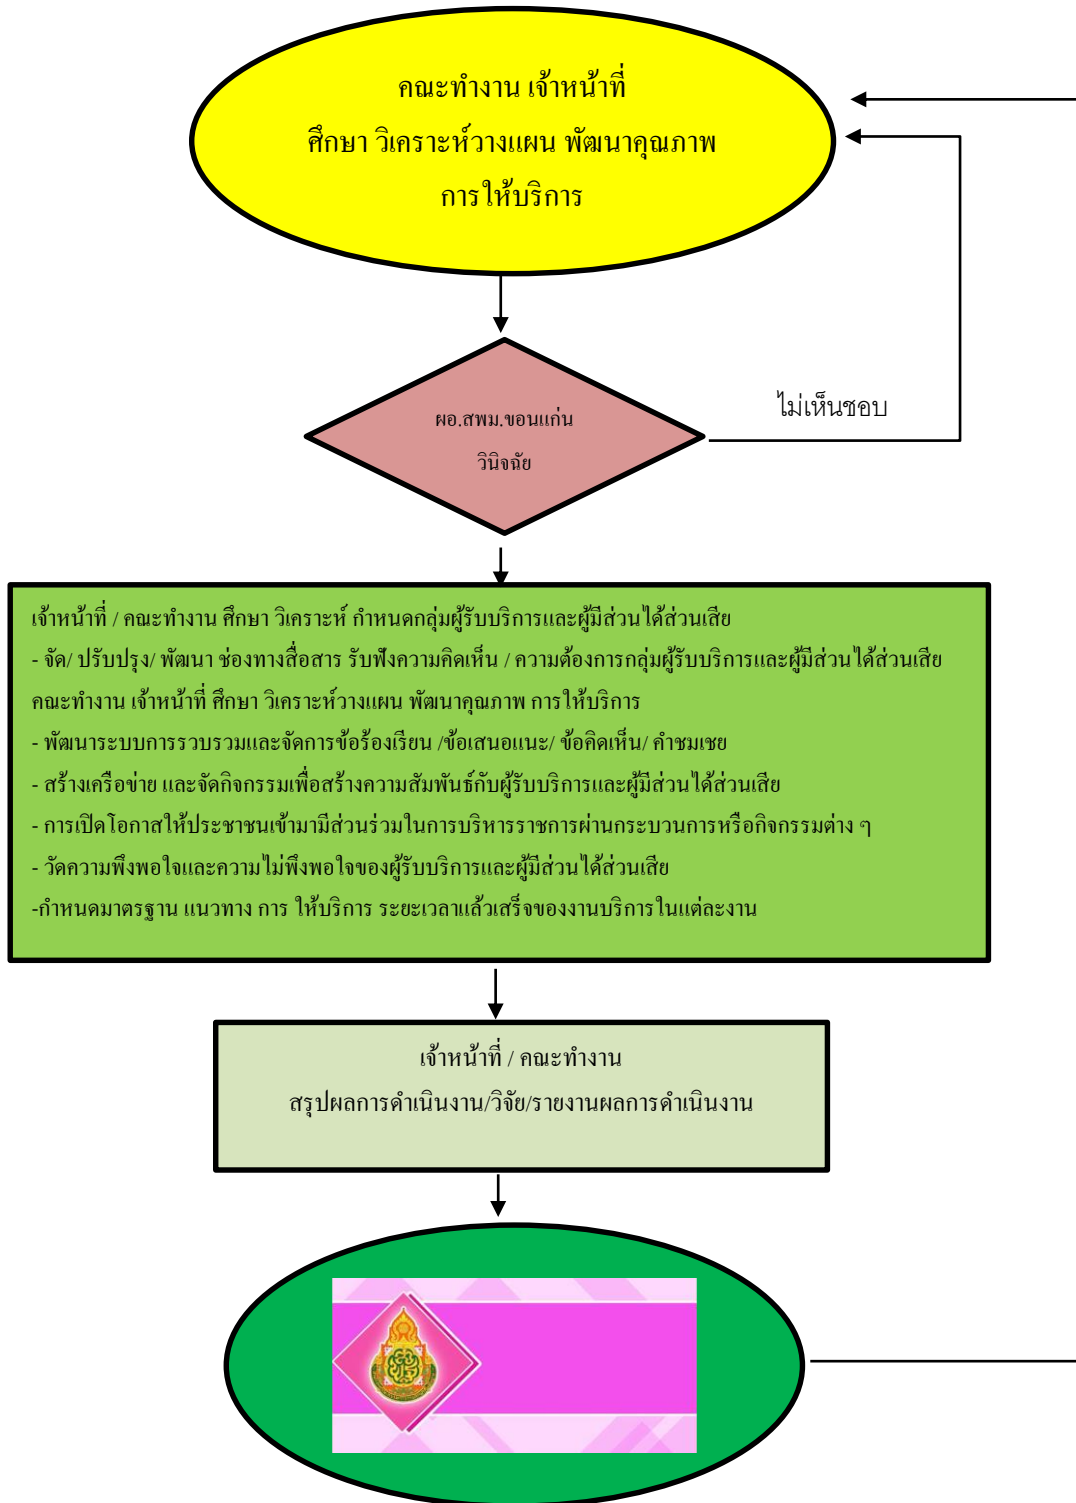 คณะทำงาน เจ้าหน้าที่
ศึกษา วิเคราะห์วางแผน พัฒนาคุณภาพ
การให้บริการ
ผอ.สพม.ขอนแก่น
วินิจฉัย
ไม่เห็นชอบ
เจ้าหน้าที่ / คณะทำงาน ศึกษา วิเคราะห์ กำหนดกลุ่มผู้รับบริการและผู้มีส่วนได้ส่วนเสีย
- จัด/ ปรับปรุง/ พัฒนา ช่องทางสื่อสาร รับฟังความคิดเห็น / ความต้องการกลุ่มผู้รับบริการและผู้มีส่วนได้ส่วนเสีย
คณะทำงาน เจ้าหน้าที่ ศึกษา วิเคราะห์วางแผน พัฒนาคุณภาพ การให้บริการ
- พัฒนาระบบการรวบรวมและจัดการข้อร้องเรียน /ข้อเสนอแนะ/ ข้อคิดเห็น/ คำชมเชย
- สร้างเครือข่าย และจัดกิจกรรมเพื่อสร้างความสัมพันธ์กับผู้รับบริการและผู้มีส่วนได้ส่วนเสีย
- การเปิดโอกาสให้ประชาชนเข้ามามีส่วนร่วมในการบริหารราชการผ่านกระบวนการหรือกิจกรรมต่าง ๆ
- วัดความพึงพอใจและความไม่พึงพอใจของผู้รับบริการและผู้มีส่วนได้ส่วนเสีย
-กำหนดมาตรฐาน แนวทาง การ ให้บริการ ระยะเวลาแล้วเสร็จของงานบริการในแต่ละงาน
เจ้าหน้าที่ / คณะทำงาน
สรุปผลการดำเนินงาน/วิจัย/รายงานผลการดำเนินงาน